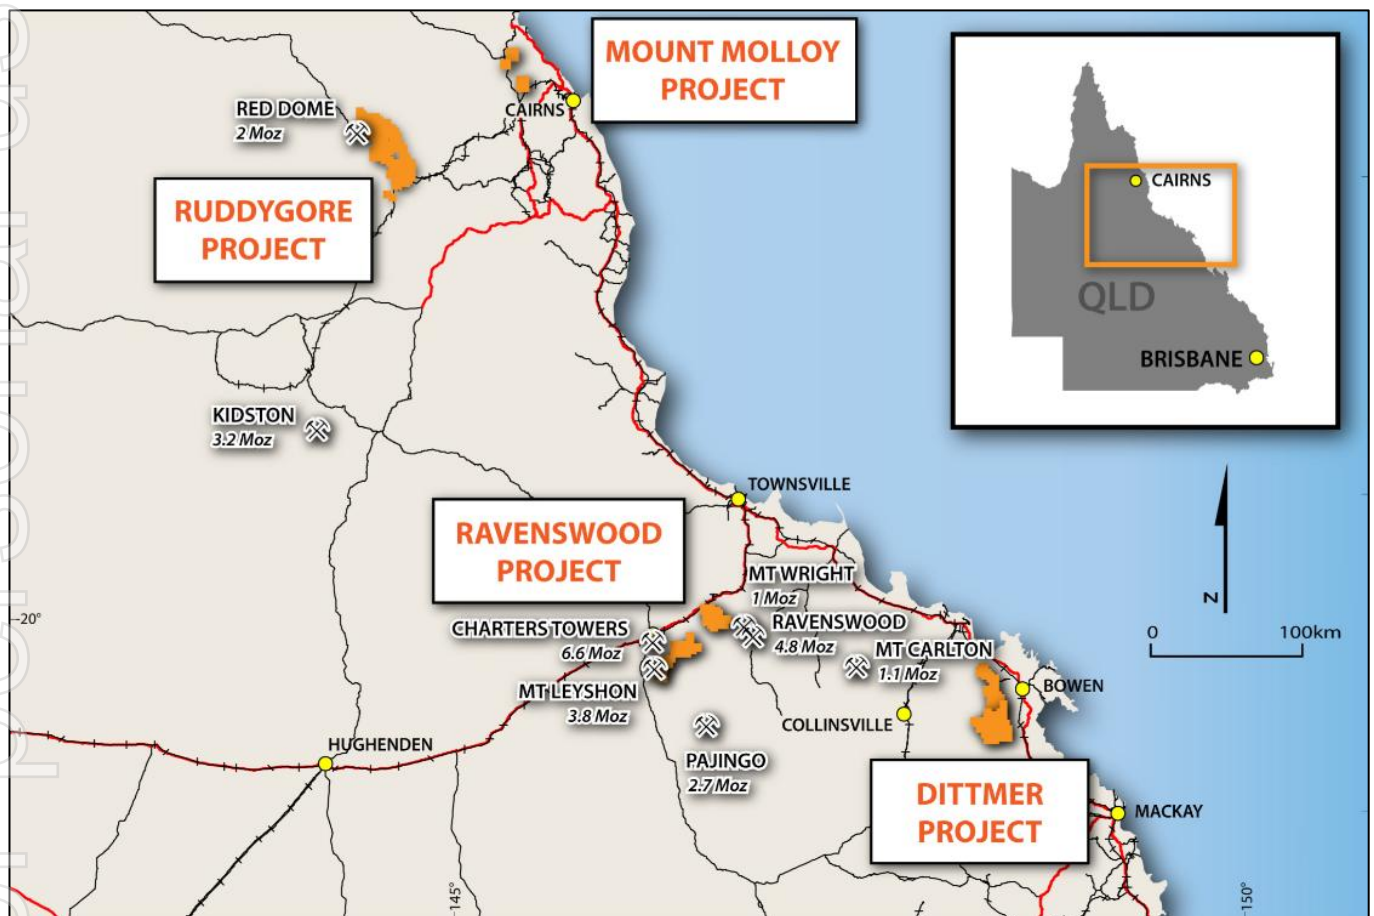 MOUNT MOLLOY
PROJECT
RED DOME
2 Moz
CAIRNS
RUDDYGORE
PROJECT
CAIRNS
QLD
BRISBANE
KIDSTON
3.2 Moz
TOWNSVILLE
RAVENSWOOD
PROJECT
MT WRIGHT
1 Moz
N
-20°
CHARTERS TOWERS
6.6 Moz
RAVENSWOOD
4.8 Moz
0 100km
MT CARLTON
1.1 Moz
MT LEYSHON
3.8 Moz
BOWEN
COLLINSVILLE
HUGHENDEN
PAJINGO
2.7 Moz
DITTMER
PROJECT
MACKAY
145°
150°